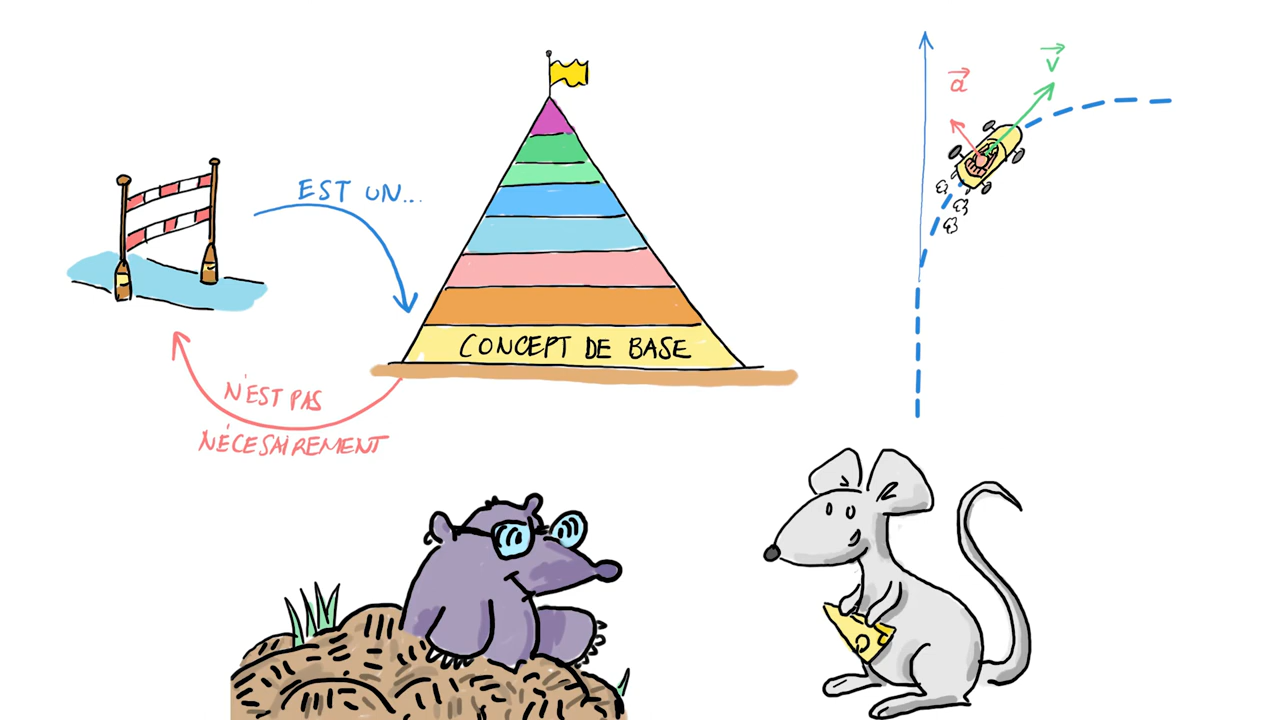 EST UN...
CONCEPT DE BASE
N'EST PAS
NÉCESAIREMENT
a
v